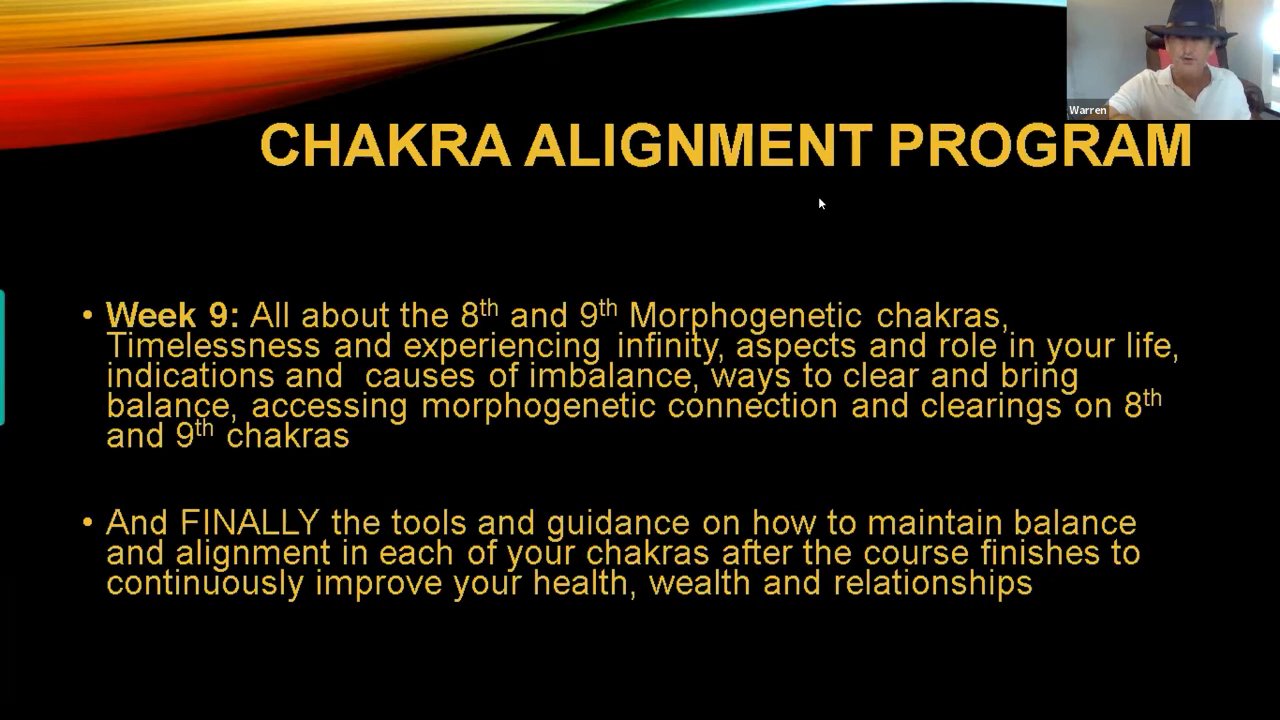 Warren
CHAKRA ALIGNMENT PROGRAM
• Week 9: All about the 8th and 9th Morphogenetic chakras,
Timelessness and experiencing infinity, aspects and role in your life,
indications and  causes of imbalance, ways to clear and bring
balance, accessing morphogenetic connection and clearings on 8th
and 9th chakras
• And FINALLY the tools and guidance on how to maintain balance
and alignment in each of your chakras after the course finishes to
continuously improve your health, wealth and relationships